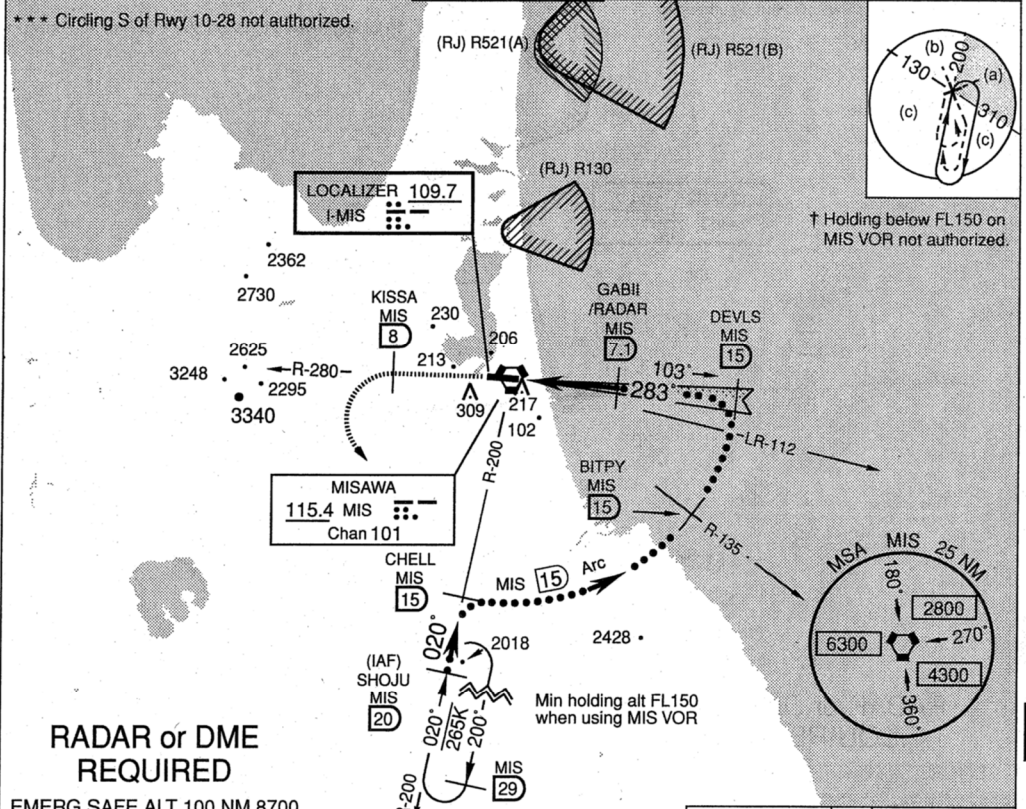 * * * Circling S of Rwy 10-28 not authorized.
(RJ) R521(A)
(RJ) R521(B)
(b)
200
(a)
130
(c)
310
(c)
(RJ) R130
† Holding below FL150 on
MIS VOR not authorized.
LOCALIZER 109.7
I-MIS
2362
2730
KISSA
MIS
8
230
206
213
GABII
/RADAR
MIS
7.1
DEVLS
MIS
15
103°
283°
2625
R-280
3248
2295
3340
309
217
102
LR-112
R-200
BITPY
MIS
15
R-135
MISAWA
115.4 MIS
Chan 101
CHELL
MIS
15
MIS 15 Arc
020°
2018
2428
(IAF)
SHOJU
MIS
20
020°
265K
200°
Min holding alt FL150
when using MIS VOR
MIS
29
MSA MIS 25 NM
180°
2800
6300
270°
4300
360°
RADAR or DME
REQUIRED
EMERG SAFE ALT 100 NM 8700
-200